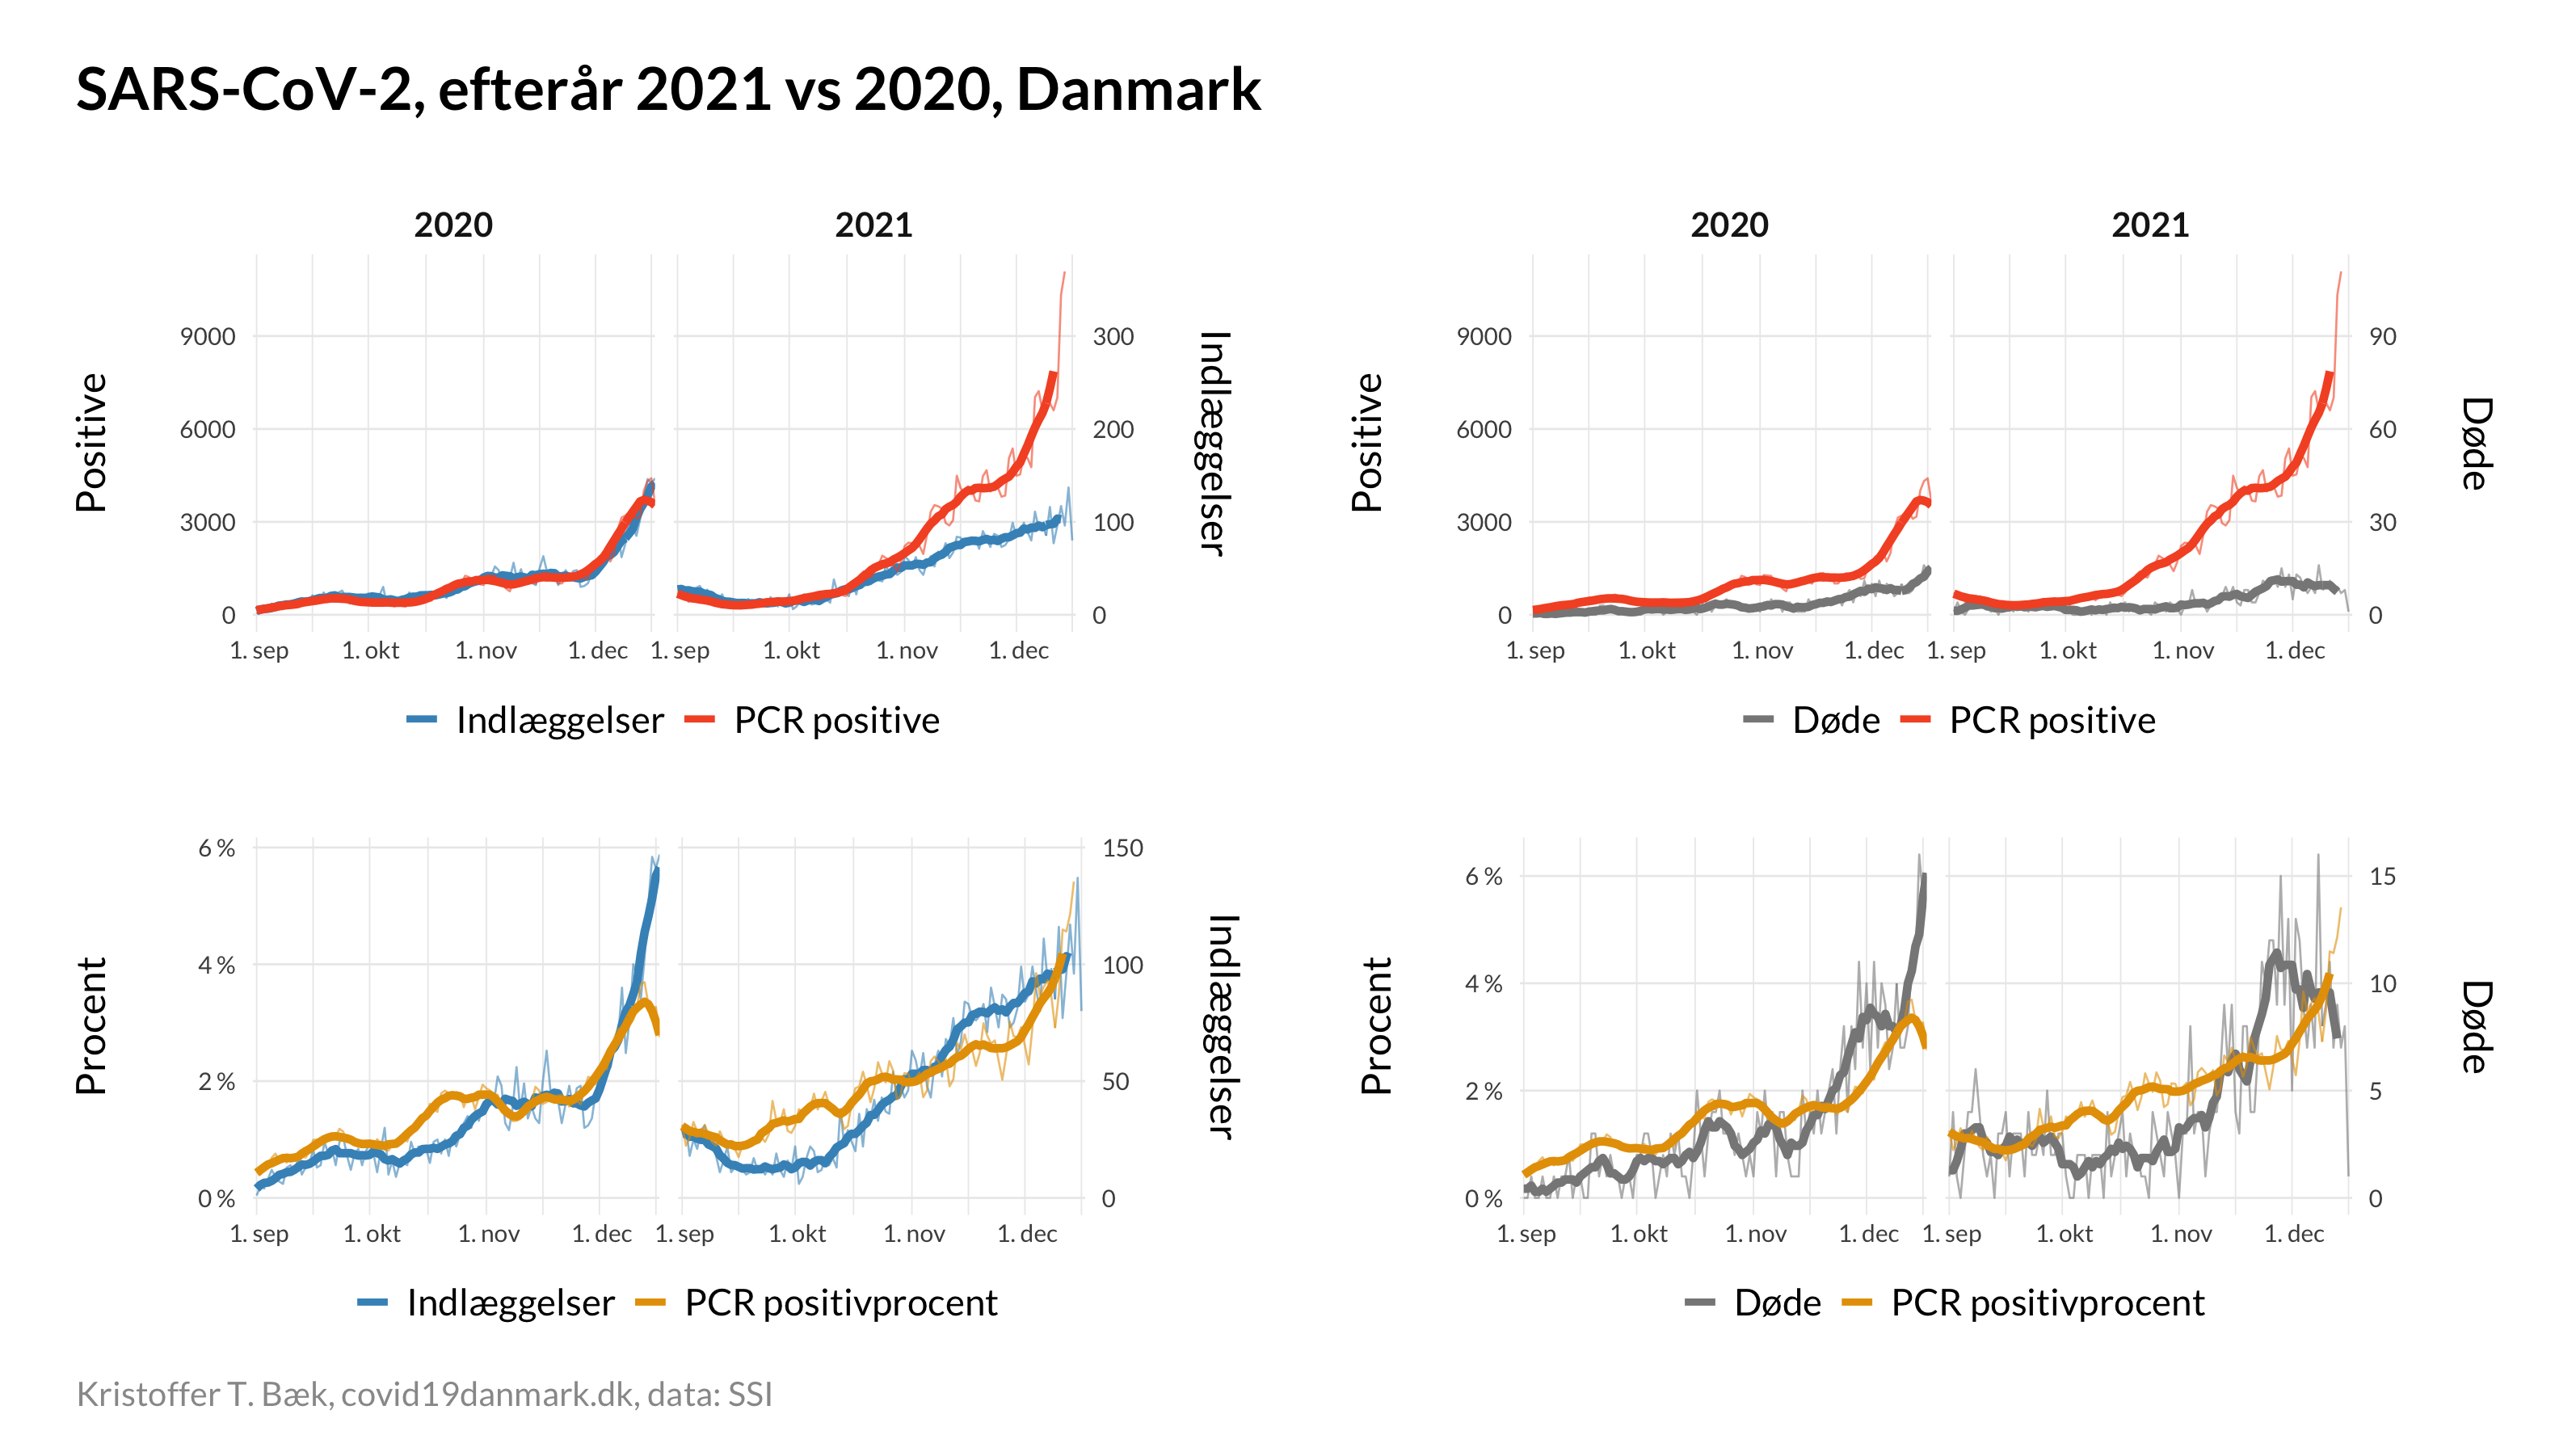 SARS-CoV-2, efterår 2021 vs 2020, Danmark
2020 2021
Positive
9000
6000
3000
0
300
200
100
0
Indlæggelser
1. sep 1. okt 1. nov 1. dec 1. sep 1. okt 1. nov 1. dec
Indlæggelser PCR positive
2020 2021
Positive
9000
6000
3000
0
90
60
30
0
Døde
1. sep 1. okt 1. nov 1. dec 1. sep 1. okt 1. nov 1. dec
Døde PCR positive
Procent
6 %
4 %
2 %
0 %
150
100
50
0
Indlæggelser
1. sep 1. okt 1. nov 1. dec 1. sep 1. okt 1. nov 1. dec
Indlæggelser PCR positivprocent
Procent
6 %
4 %
2 %
0 %
15
10
5
0
Døde
1. sep 1. okt 1. nov 1. dec 1. sep 1. okt 1. nov 1. dec
Døde PCR positivprocent
Kristoffer T. Bæk, covid19danmark.dk, data: SSI